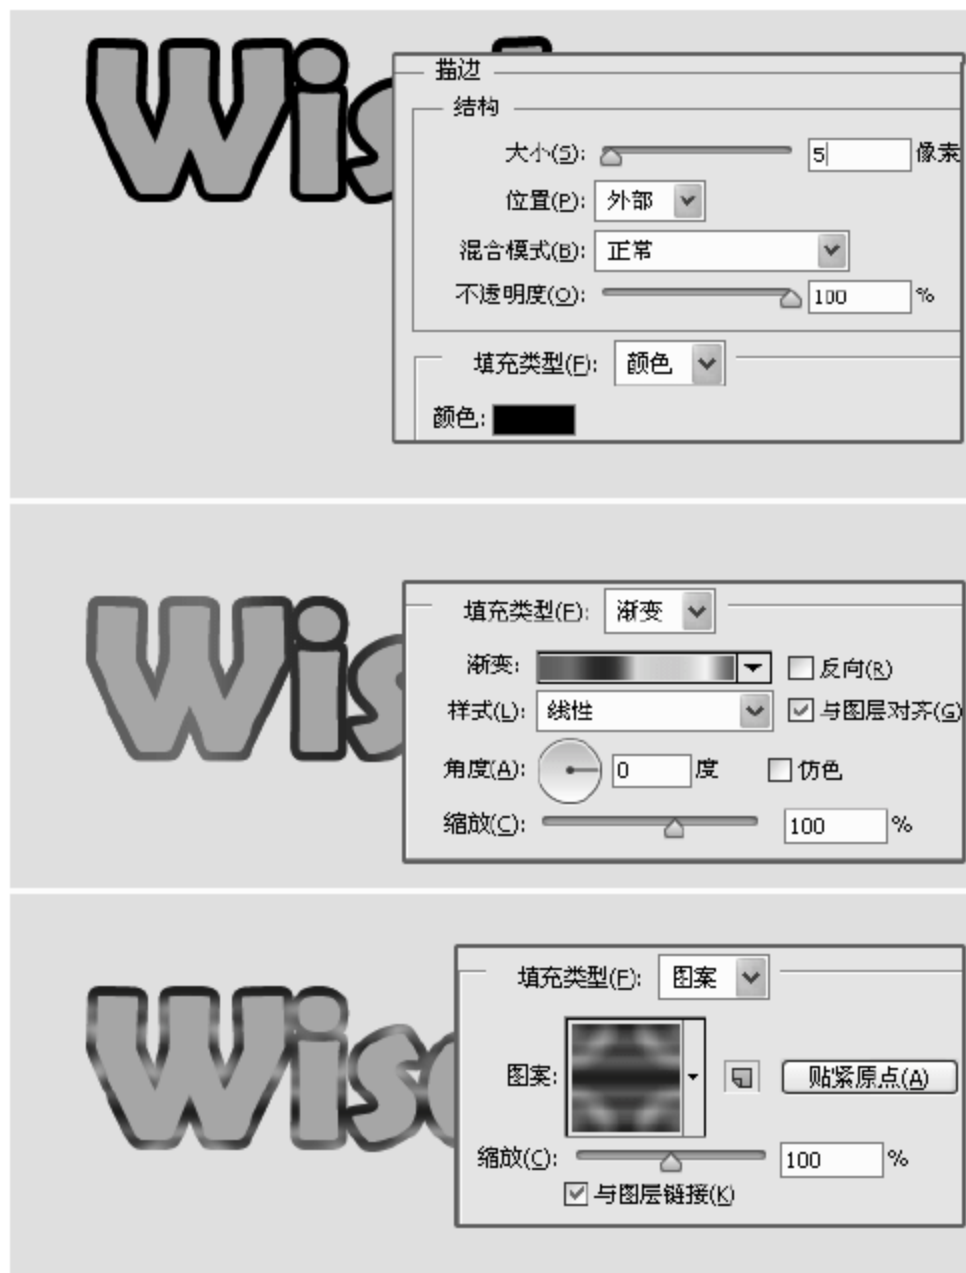 Wis
描边
结构
大小(S): 5 像素
位置(P): 外部
混合模式(B): 正常
不透明度(O): 100 %
填充类型(F): 颜色
颜色:
Wis
填充类型(F): 渐变
渐变: 反向(R)
样式(L): 线性 与图层对齐(G)
角度(A): 0 度 仿色
缩放(C): 100 %
Wis
填充类型(F): 图案
图案: 贴紧原点(A)
缩放(C): 100 %
与图层链接(K)